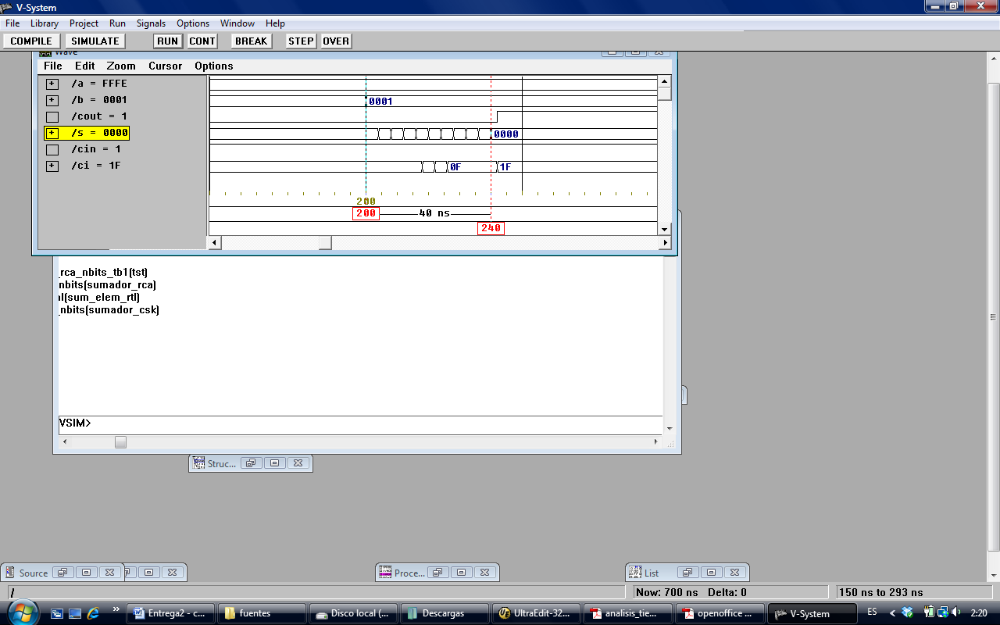 V-System
File Library Project Run Signals Options Window Help
COMPILE SIMULATE RUN CONT BREAK STEP OVER
Wave
File Edit Zoom Cursor Options
/a = FFFE
/b = 0001 0001
/cout = 1
/s = 0000 0000
/cin = 1
/ci = 1F 0F 1F
200
200 40 ns
240
_rca_nbits_tb1(tst)
nbits(sumador_rca)
al(sum_elem_rtl)
_nbits(sumador_csk)
VSIM>
Struc...
Source Proce... List
/ Now: 700 ns Delta: 0 150 ns to 293 ns
Entrega2 - c... fuentes Disco local (... Descargas UltraEdit-32... analisis_tie... openoffice ... V-System ES 2:20